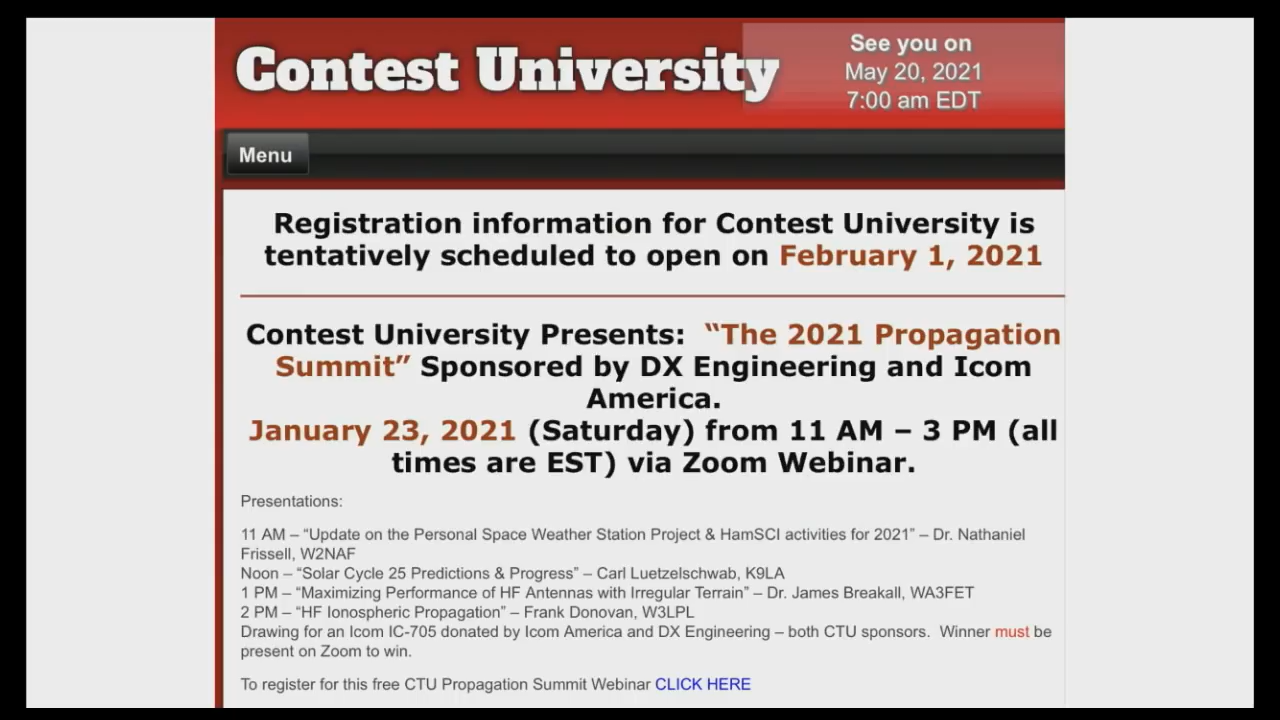 Contest University
See you on
May 20, 2021
7:00 am EDT
Menu
Registration information for Contest University is
tentatively scheduled to open on February 1, 2021
Contest University Presents:  “The 2021 Propagation
Summit” Sponsored by DX Engineering and Icom
America.
January 23, 2021 (Saturday) from 11 AM – 3 PM (all
times are EST) via Zoom Webinar.
Presentations:
11 AM – “Update on the Personal Space Weather Station Project & HamSCI activities for 2021” – Dr. Nathaniel
Frissell, W2NAF
Noon – “Solar Cycle 25 Predictions & Progress” – Carl Luetzelschwab, K9LA
1 PM – “Maximizing Performance of HF Antennas with Irregular Terrain” – Dr. James Breakall, WA3FET
2 PM – “HF Ionospheric Propagation” – Frank Donovan, W3LPL
Drawing for an Icom IC-705 donated by Icom America and DX Engineering – both CTU sponsors.  Winner must be
present on Zoom to win.
To register for this free CTU Propagation Summit Webinar CLICK HERE